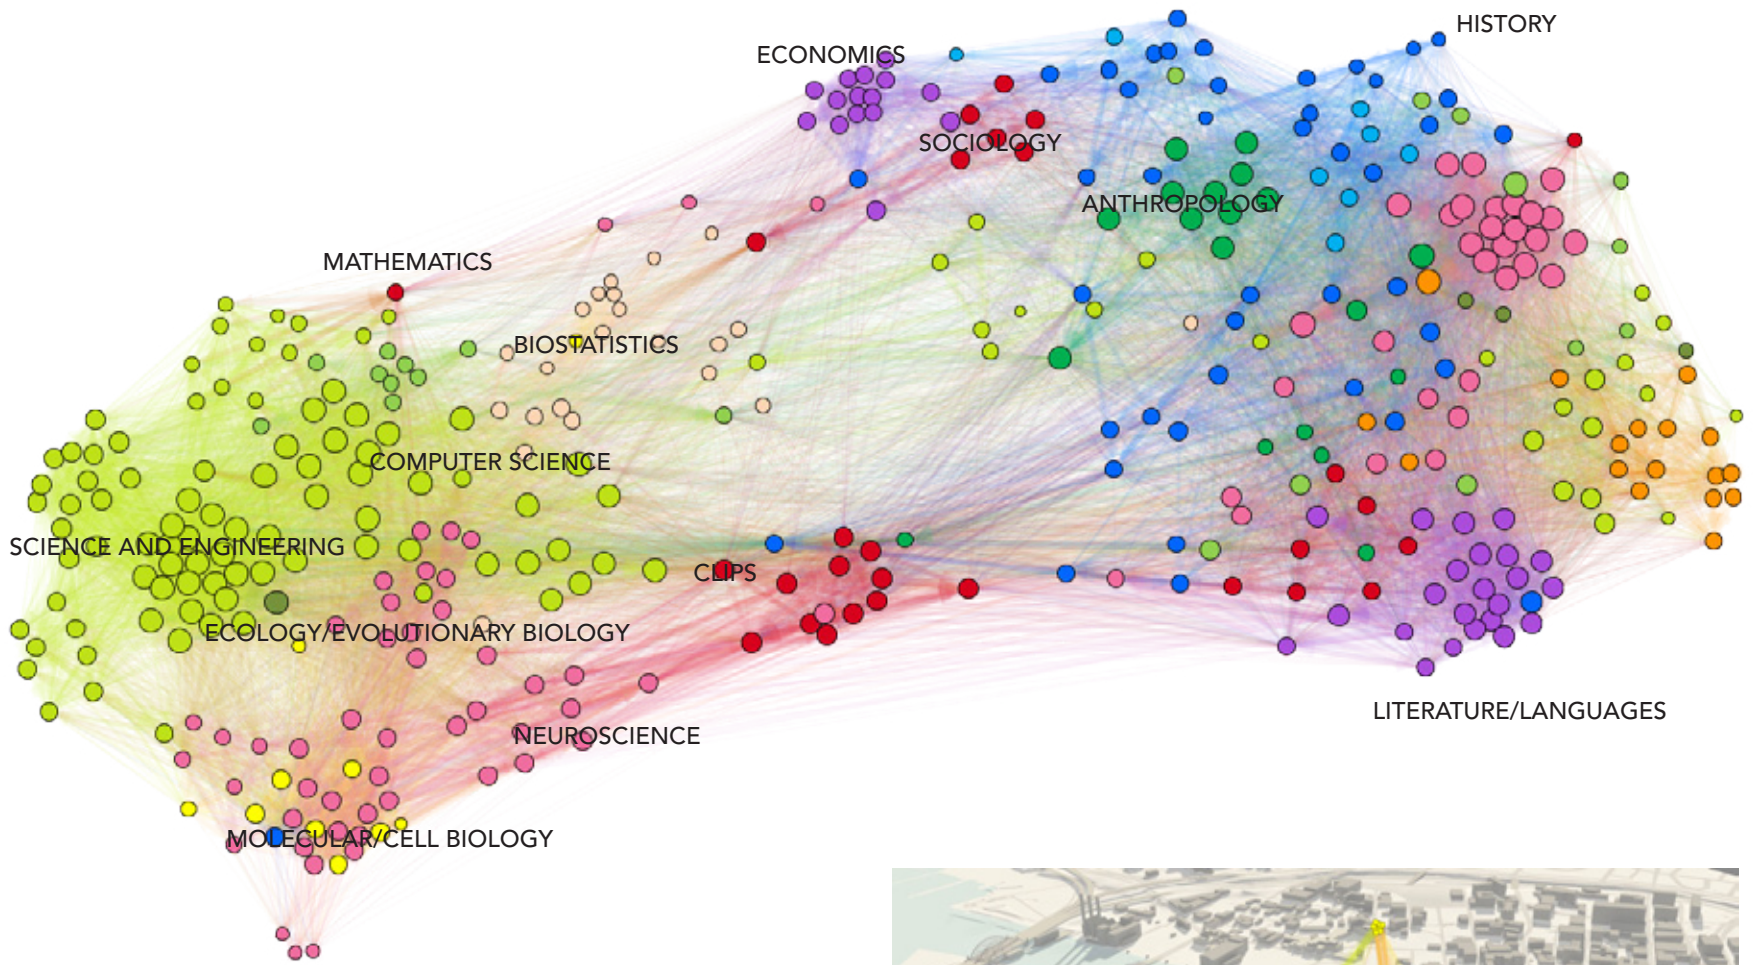 HISTORY
ECONOMICS
SOCIOLOGY
ANTHROPOLOGY
MATHEMATICS
BIOSTATISTICS
COMPUTER SCIENCE
SCIENCE AND ENGINEERING
CLIPS
ECOLOGY/EVOLUTIONARY BIOLOGY
LITERATURE/LANGUAGES
NEUROSCIENCE
MOLECULAR/CELL BIOLOGY